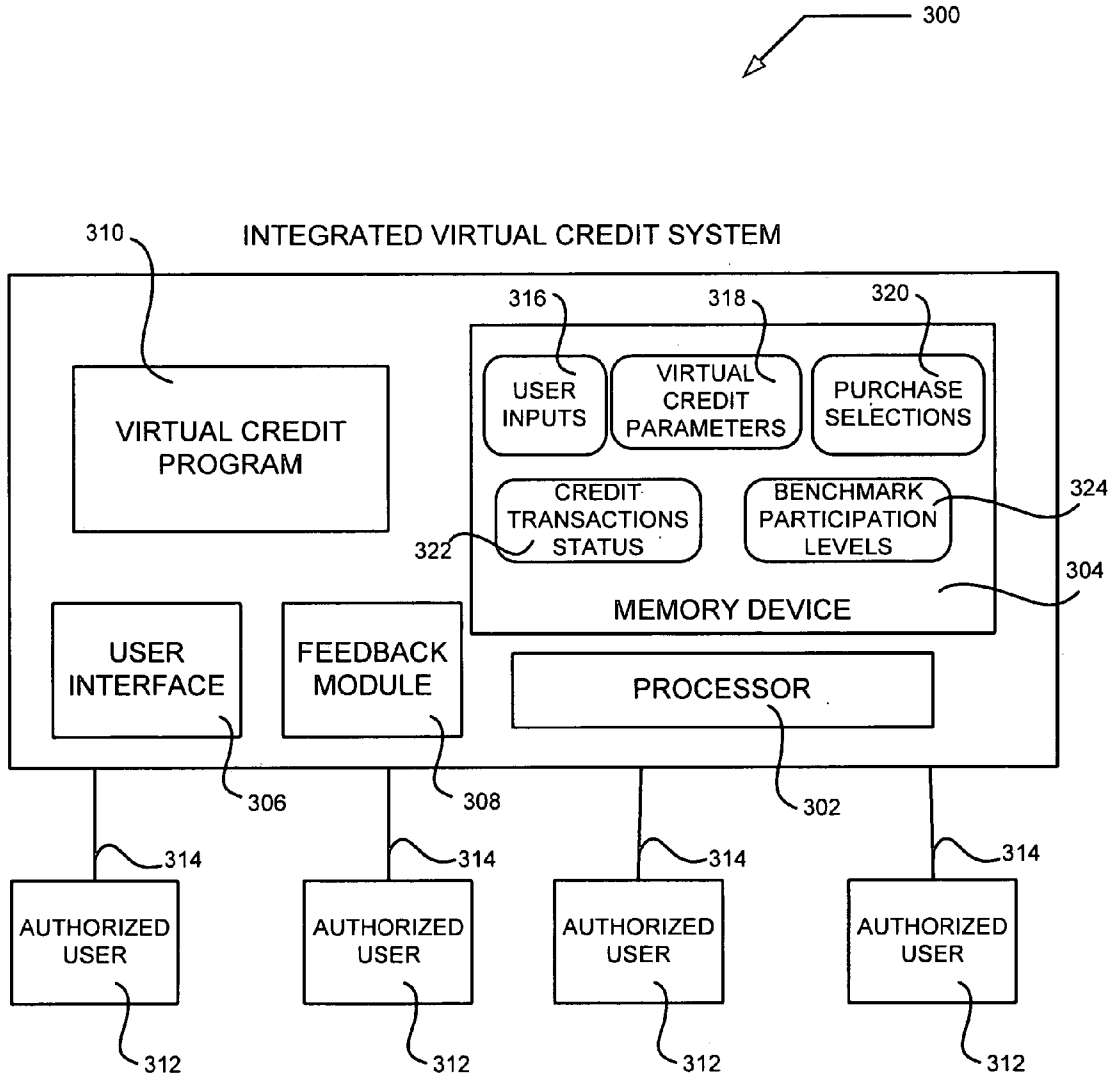 300
310
INTEGRATED VIRTUAL CREDIT SYSTEM
316
318
320
VIRTUAL CREDIT
PROGRAM
USER
INPUTS
VIRTUAL
CREDIT
PARAMETERS
PURCHASE
SELECTIONS
CREDIT
TRANSACTIONS
STATUS
322
BENCHMARK
PARTICIPATION
LEVELS
324
304
MEMORY DEVICE
USER
INTERFACE
FEEDBACK
MODULE
PROCESSOR
306
308
302
314
314
314
314
AUTHORIZED
USER
AUTHORIZED
USER
AUTHORIZED
USER
AUTHORIZED
USER
312
312
312
312